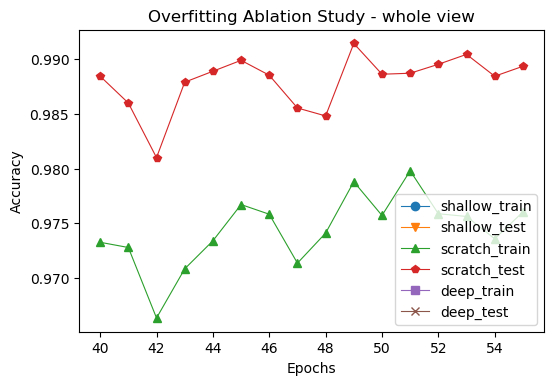 Overfitting Ablation Study - whole view
Accuracy
0.990
0.985
0.980
0.975
0.970
shallow_train
shallow_test
scratch_train
scratch_test
deep_train
deep_test
40 42 44 46 48 50 52 54
Epochs